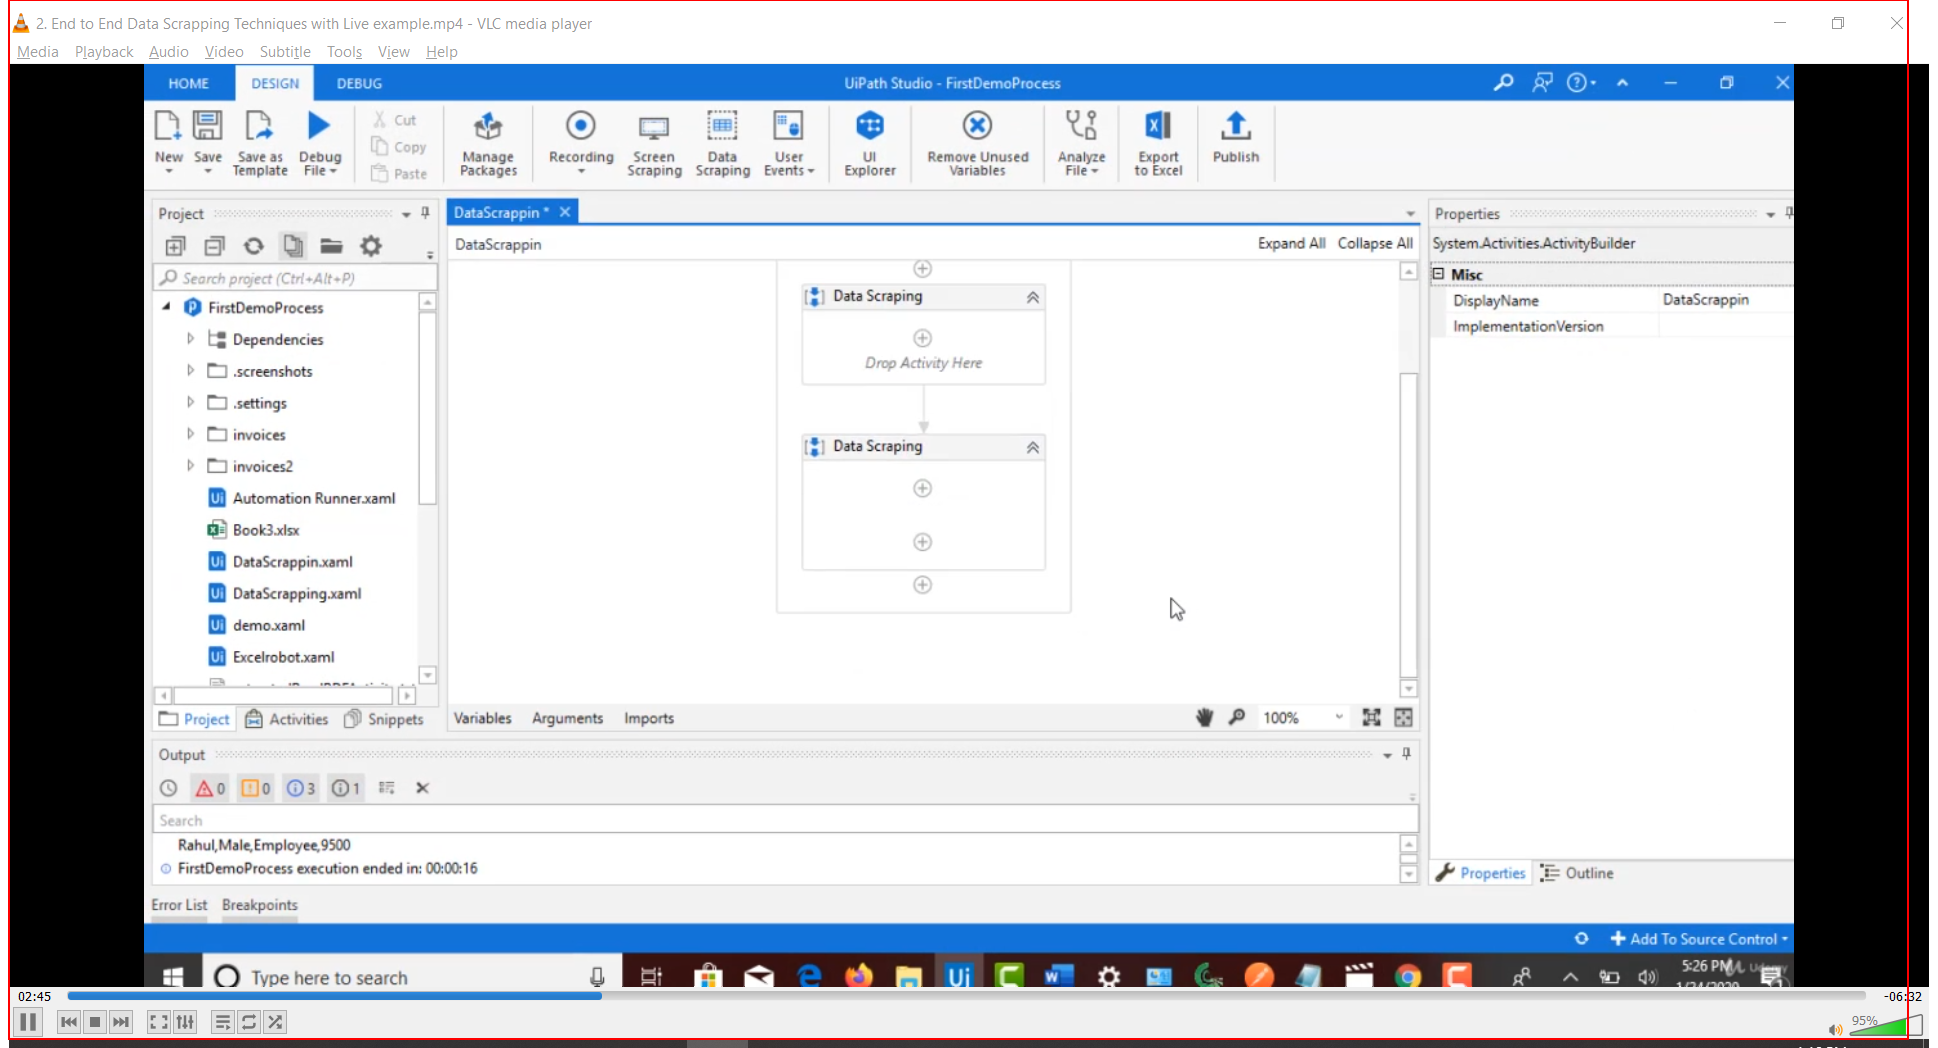 2. End to End Data Scrapping Techniques with Live example.mp4 - VLC media player
Media Playback Audio Video Subtitle Tools View Help
HOME DESIGN DEBUG UiPath Studio - FirstDemoProcess
New Save Save as Template Debug File Cut Copy Paste Manage Packages Recording Screen Scraping Data Scraping User Events UI Explorer Remove Unused Variables Analyze File Export to Excel Publish
Project
Search project (Ctrl+Alt+P)
FirstDemoProcess
Dependencies
.screenshots
.settings
invoices
invoices2
Automation Runner.xaml
Book3.xlsx
DataScrappin.xaml
DataScrapping.xaml
demo.xaml
Excelrobot.xaml
Project Activities Snippets
DataScrappin *
DataScrappin Expand All Collapse All
Data Scraping
Drop Activity Here
Data Scraping
Variables Arguments Imports 100%
Properties
System.Activities.ActivityBuilder
Misc
DisplayName DataScrappin
ImplementationVersion
Properties Outline
Output
0 0 3 1
Search
Rahul,Male,Employee,9500
FirstDemoProcess execution ended in: 00:00:16
Error List Breakpoints
Add To Source Control
Type here to search
5:26 PM
02:45 -06:32
95%